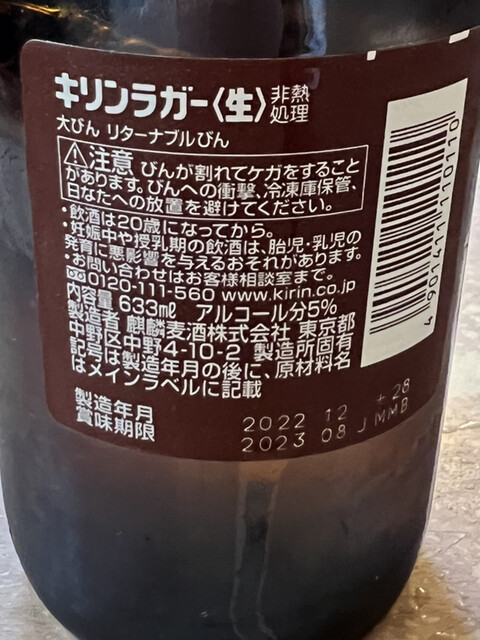 キリンラガー〈生〉非熱処理
大びん リターナブルびん
⚠注意 びんが割れてケガをすること
があります。びんへの衝撃、冷凍庫保管、
日なたへの放置を避けてください。
・飲酒は20歳になってから。
・妊娠中や授乳期の飲酒は、胎児・乳児の
発育に悪影響を与えるおそれがあります。
・お問い合わせはお客様相談室まで。
0120-111-560 www.kirin.co.jp
内容量 633mℓ アルコール分5%
製造者 麒麟麦酒株式会社 東京都
中野区中野4-10-2 製造所固有
記号は製造年月の後に、原材料名
はメインラベルに記載
製造年月 2022 12 +28
賞味期限 2023 08 J MMB
4 901411 110110